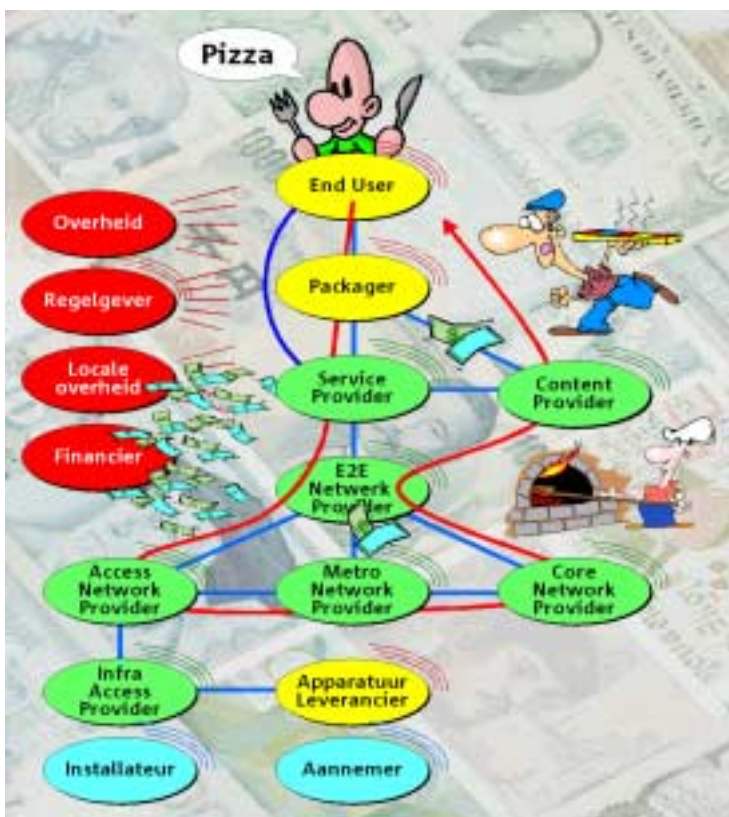 Pizza
End User
Overheid
Packager
Regelgever
Locale
overheid
Service
Provider
Content
Provider
Financier
E2E
Netwerk
Provider
Access
Network
Provider
Metro
Network
Provider
Core
Network
Provider
Infra
Access
Provider
Apparatuur
Leverancier
Installateur
Aannemer